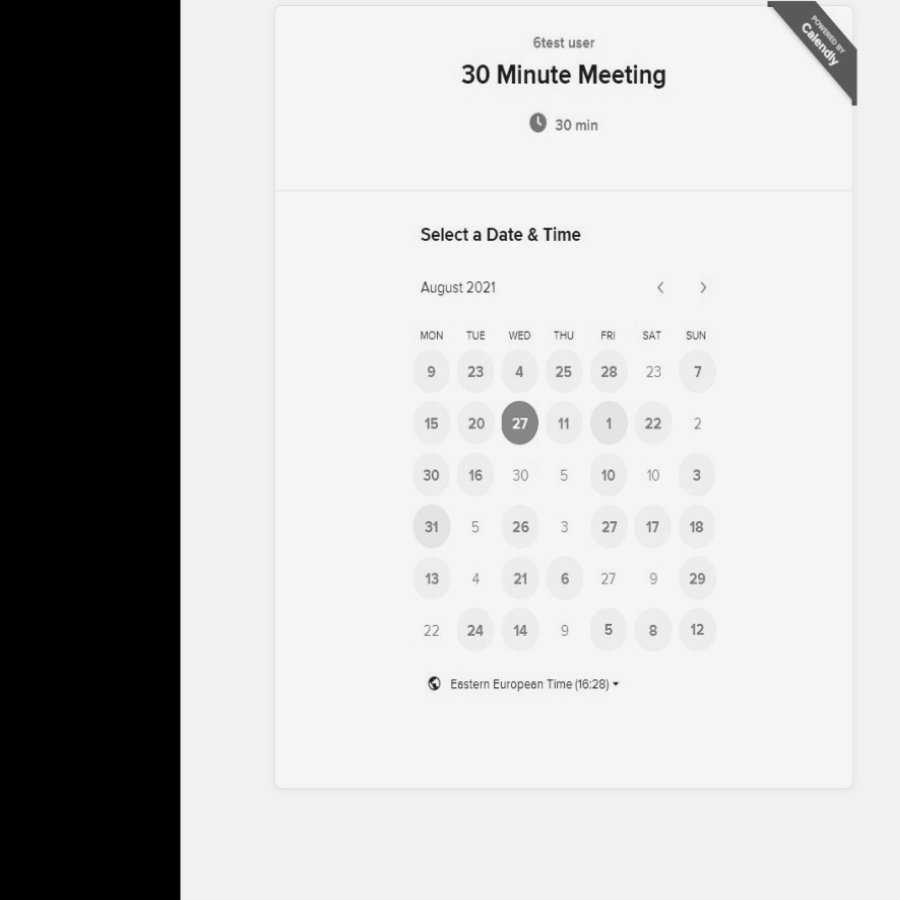 POWERED BY
Calendly
6test user
30 Minute Meeting
30 min
Select a Date & Time
August 2021
MON TUE WED THU FRI SAT SUN
9 23 4 25 28 23 7
15 20 27 11 1 22 2
30 16 30 5 10 10 3
31 5 26 3 27 17 18
13 4 21 6 27 9 29
22 24 14 9 5 8 12
Eastern European Time (16:28)